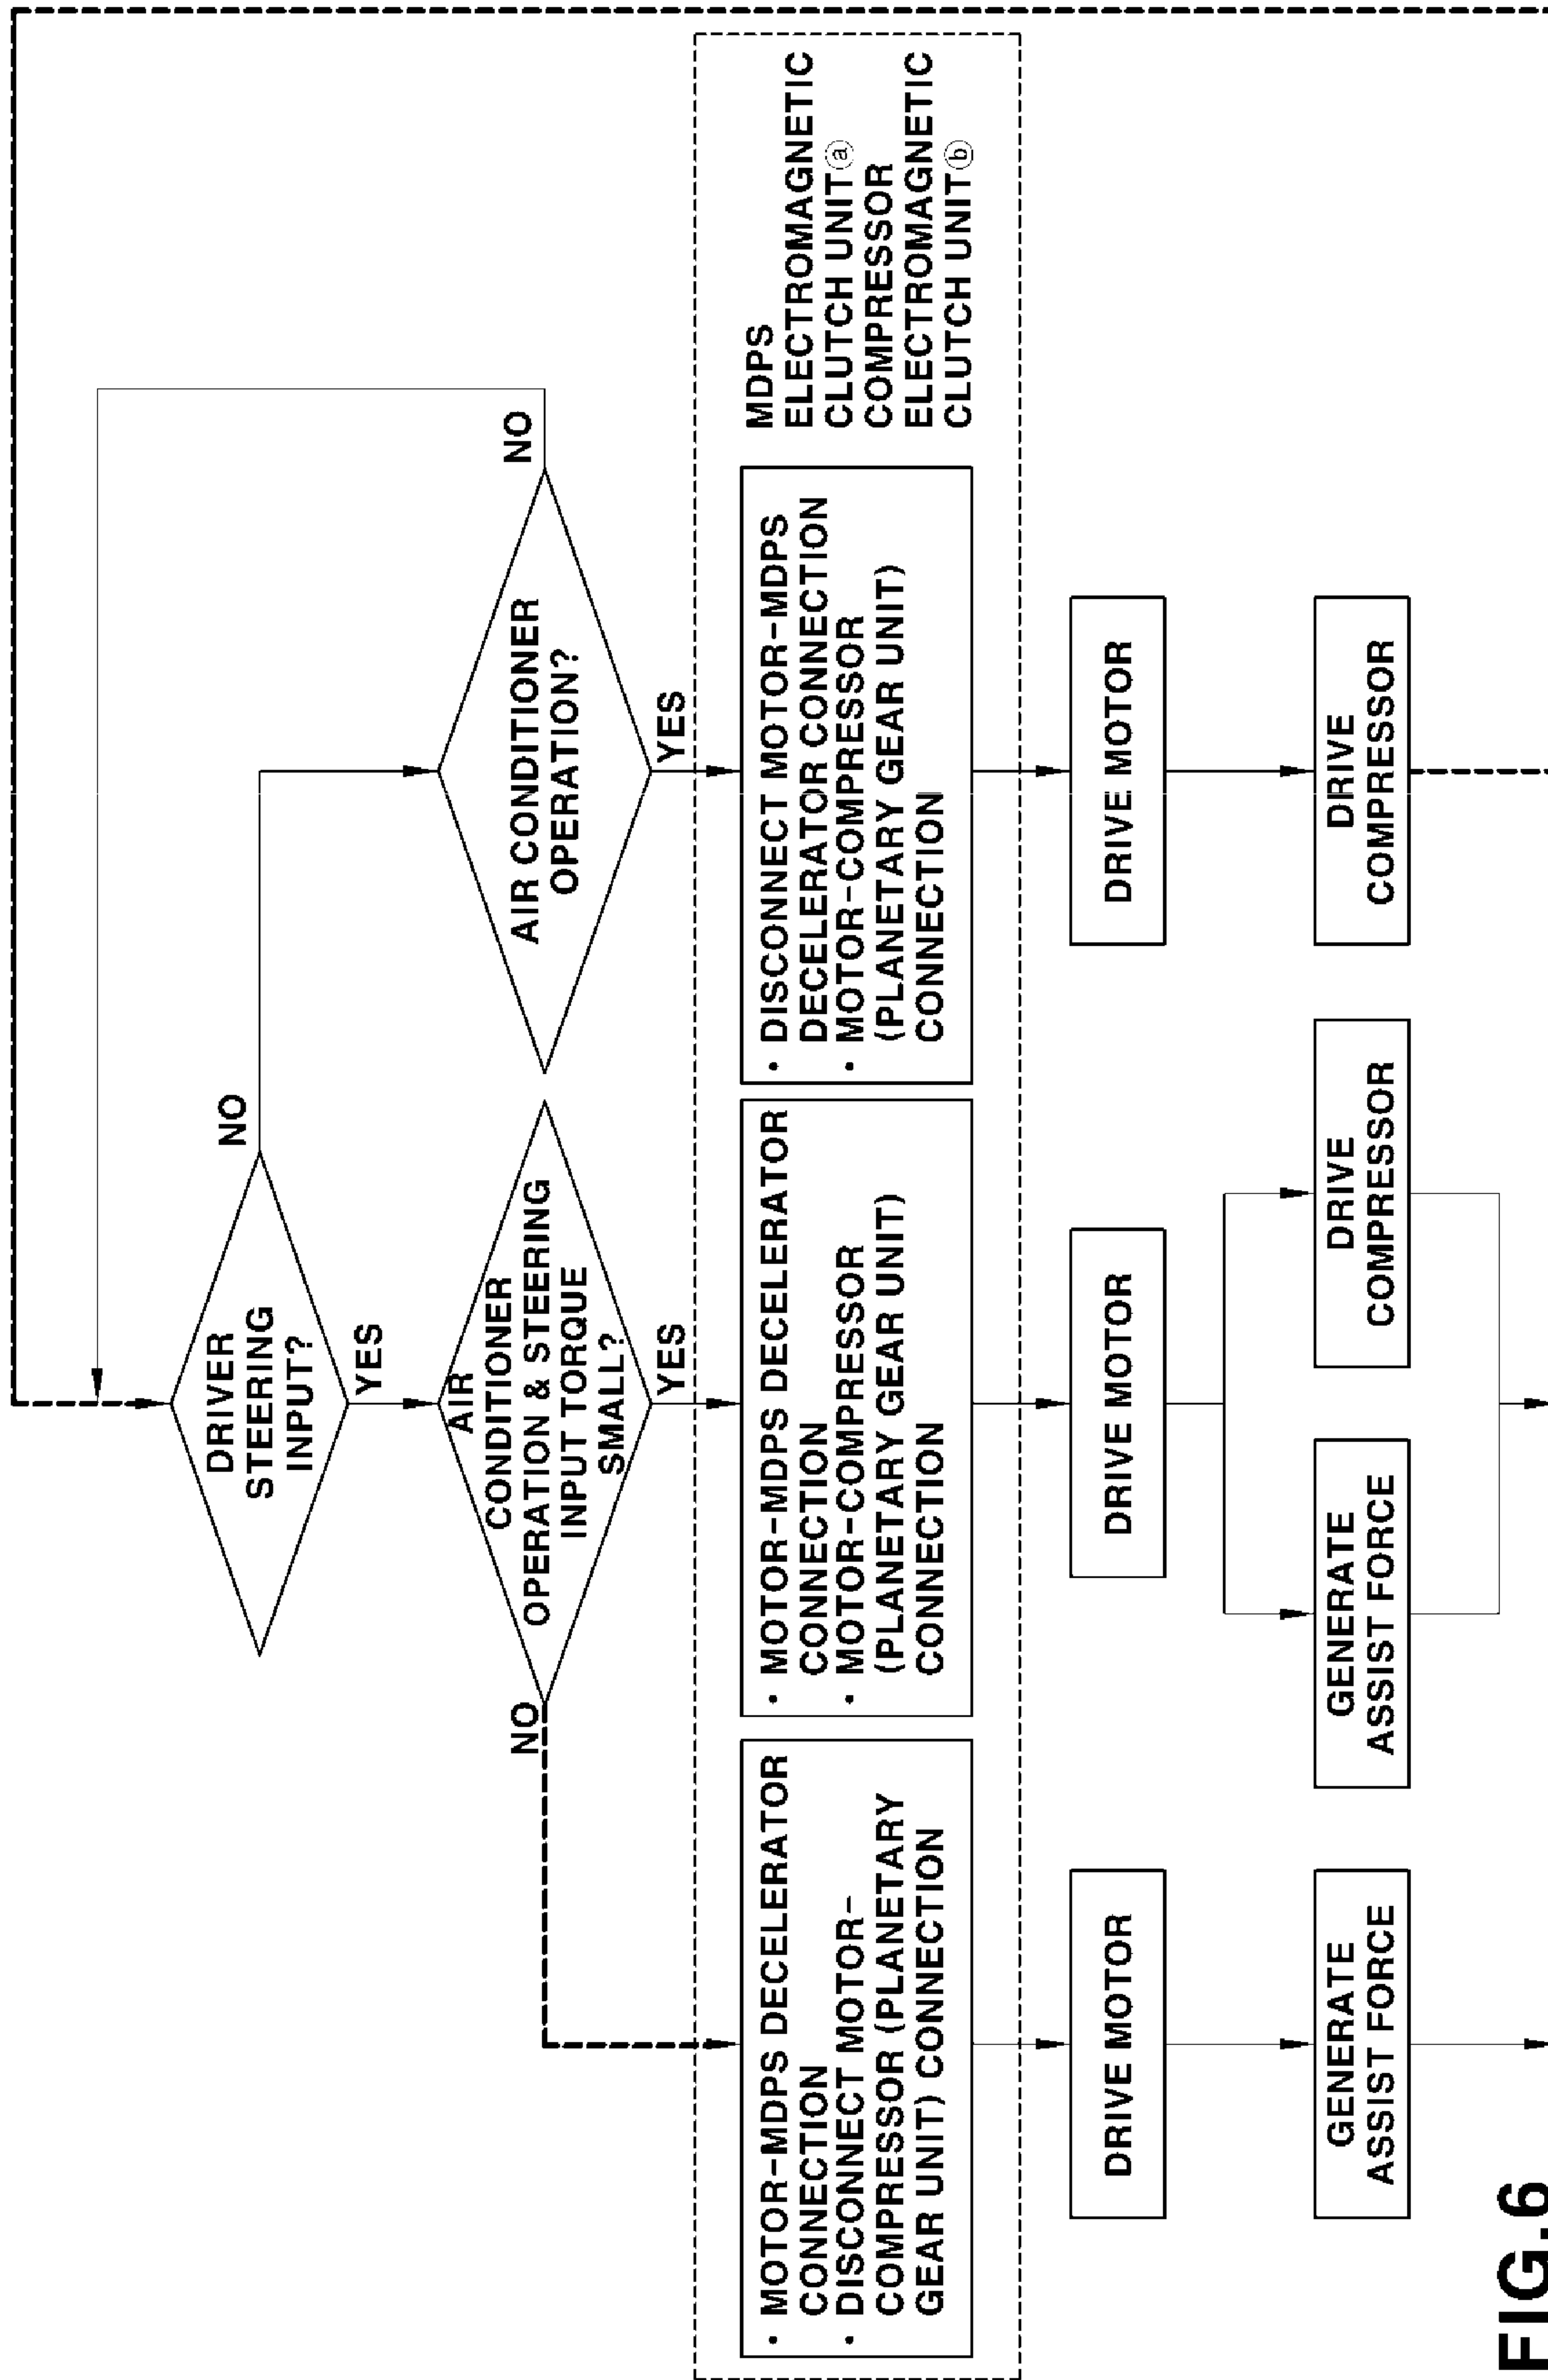 DRIVER
STEERING
INPUT?
NO
YES
AIR
CONDITIONER
OPERATION & STEERING
INPUT TORQUE
SMALL?
NO
YES
AIR CONDITIONER
OPERATION?
NO
YES
· MOTOR-MDPS DECELERATOR
CONNECTION
· DISCONNECT MOTOR-
COMPRESSOR (PLANETARY
GEAR UNIT) CONNECTION
· MOTOR-MDPS DECELERATOR
CONNECTION
· MOTOR-COMPRESSOR
(PLANETARY GEAR UNIT)
CONNECTION
· DISCONNECT MOTOR-MDPS
DECELERATOR CONNECTION
· MOTOR-COMPRESSOR
(PLANETARY GEAR UNIT)
CONNECTION
MDPS
ELECTROMAGNETIC
CLUTCH UNITⓐ
COMPRESSOR
ELECTROMAGNETIC
CLUTCH UNITⓑ
DRIVE MOTOR
DRIVE MOTOR
DRIVE MOTOR
GENERATE
ASSIST FORCE
GENERATE
ASSIST FORCE
DRIVE
COMPRESSOR
DRIVE
COMPRESSOR
FIG.6